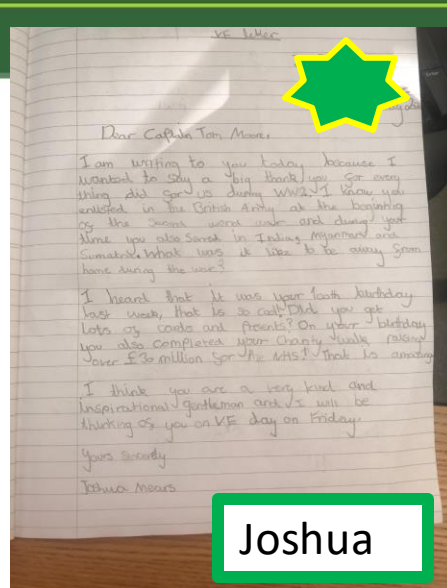 VE letter
Dear Captain Tom Moore,
I am writing to you today because I
wanted to say a big thank you for every
thing did for us during WW2. I know you
enlisted in the British Army at the beginning
of the Second world war and during your
time you also Served in India, Myanmar and
Sumatra. What was it like to be away from
home during the war?
I heard that it was your 100th birthday
last week, that is so cool! Did you get
Lots of cards and presents? On your birthday
you also completed your Charity walk, raising
over £30 million for the NHS! That is amazing
I think you are a very kind and
inspirational gentleman and I will be
thinking of you on VE day on Friday.
Yours Sincerely
Joshua Mears
Joshua